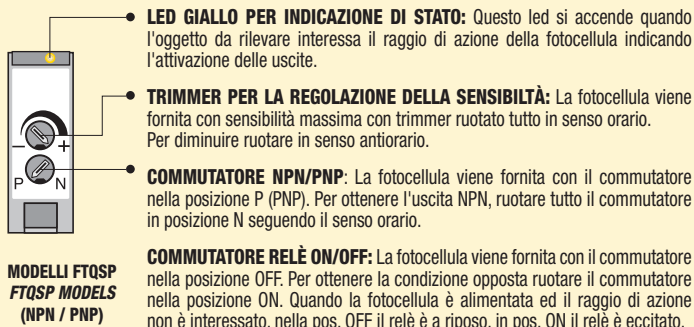 LED GIALLO PER INDICAZIONE DI STATO: Questo led si accende quando
l'oggetto da rilevare interessa il raggio di azione della fotocellula indicando
l'attivazione delle uscite.
TRIMMER PER LA REGOLAZIONE DELLA SENSIBILTÀ: La fotocellula viene
fornita con sensibilità massima con trimmer ruotato tutto in senso orario.
Per diminuire ruotare in senso antiorario.
- +
P N
COMMUTATORE NPN/PNP: La fotocellula viene fornita con il commutatore
nella posizione P (PNP). Per ottenere l'uscita NPN, ruotare tutto il commutatore
in posizione N seguendo il senso orario.
MODELLI FTQSP
FTQSP MODELS
(NPN / PNP)
COMMUTATORE RELÈ ON/OFF: La fotocellula viene fornita con il commutatore
nella posizione OFF. Per ottenere la condizione opposta ruotare il commutatore
nella posizione ON. Quando la fotocellula è alimentata ed il raggio di azione
non è interessato, nella pos. OFF il relè è a riposo, in pos. ON il relè è eccitato.